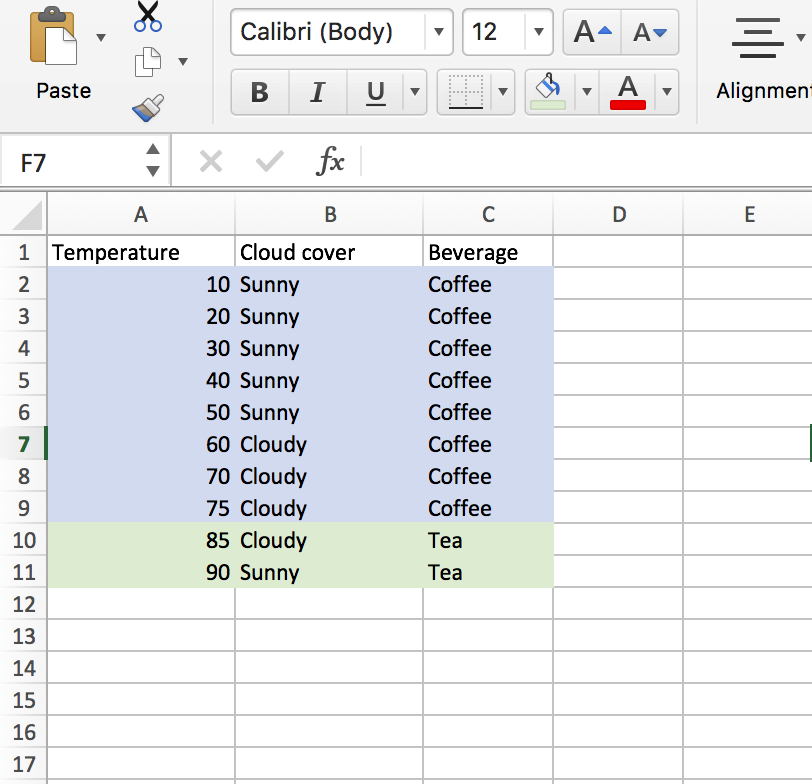 Calibri (Body) 12 A A
Paste B I U A Alignmen
F7 fx
A B C D E
1 Temperature Cloud cover Beverage
2 10 Sunny Coffee
3 20 Sunny Coffee
4 30 Sunny Coffee
5 40 Sunny Coffee
6 50 Sunny Coffee
7 60 Cloudy Coffee
8 70 Cloudy Coffee
9 75 Cloudy Coffee
10 85 Cloudy Tea
11 90 Sunny Tea
12
13
14
15
16
17